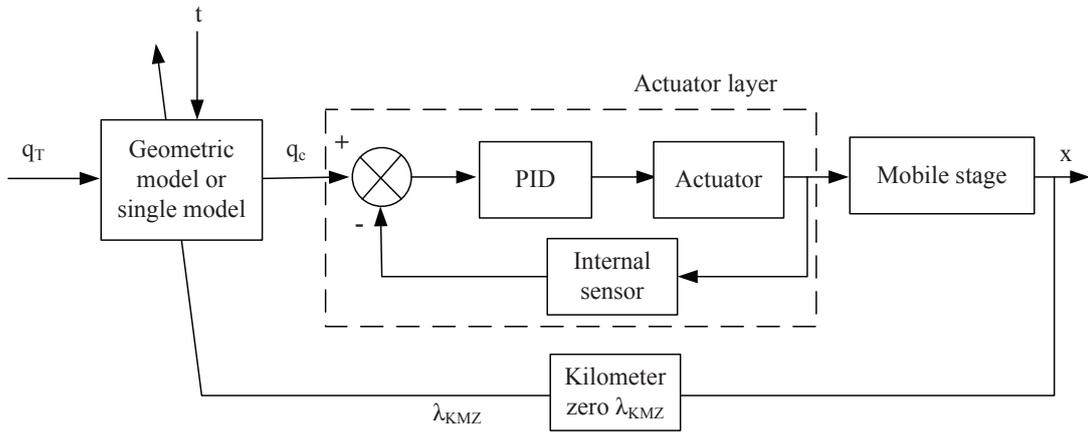 t
Actuator layer
q_T
Geometric
model or
single model
q_c
+
PID
Actuator
Mobile stage
x
-
Internal
sensor
Kilometer
zero λ_KMZ
λ_KMZ